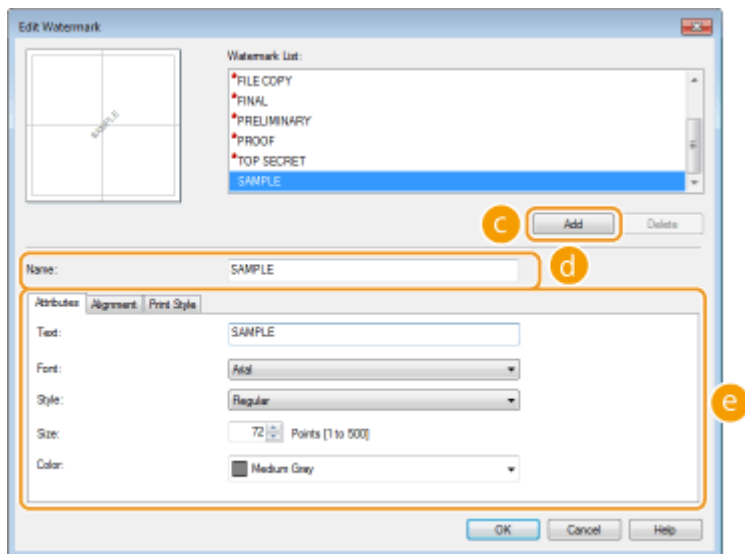 Edit Watermark
Watermark List:
FILE COPY
FINAL
PRELIMINARY
PROOF
TOP SECRET
SAMPLE
SAMPLE
c Add Delete
d
Name: SAMPLE
Attributes Alignment Print Style
Text: SAMPLE
Font: Arial
Style: Regular
e
Size: 72 Points [1 to 500]
Color: Medium Gray
OK Cancel Help